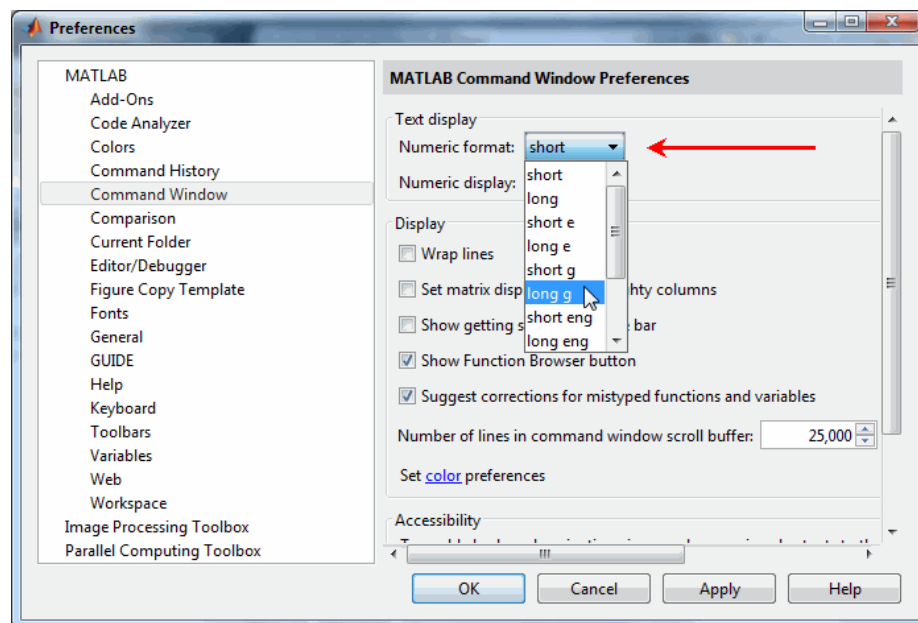 Preferences
MATLAB
Add-Ons
Code Analyzer
Colors
Command History
Command Window
Comparison
Current Folder
Editor/Debugger
Figure Copy Template
Fonts
General
GUIDE
Help
Keyboard
Toolbars
Variables
Web
Workspace
Image Processing Toolbox
Parallel Computing Toolbox
MATLAB Command Window Preferences
Text display
Numeric format: short
short
long
short e
long e
short g
long g
short eng
long eng
Numeric display:
Display
Wrap lines
Set matrix disp ghty columns
Show getting s bar
Show Function Browser button
Suggest corrections for mistyped functions and variables
Number of lines in command window scroll buffer: 25,000
Set color preferences
Accessibility
OK Cancel Apply Help